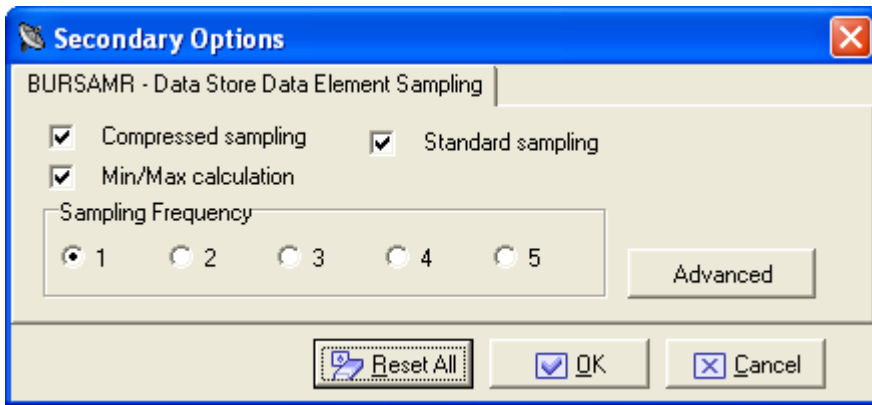 Secondary Options
BURSAMR - Data Store Data Element Sampling
Compressed sampling
Standard sampling
Min/Max calculation
Sampling Frequency
1 2 3 4 5
Advanced
Reset All OK Cancel